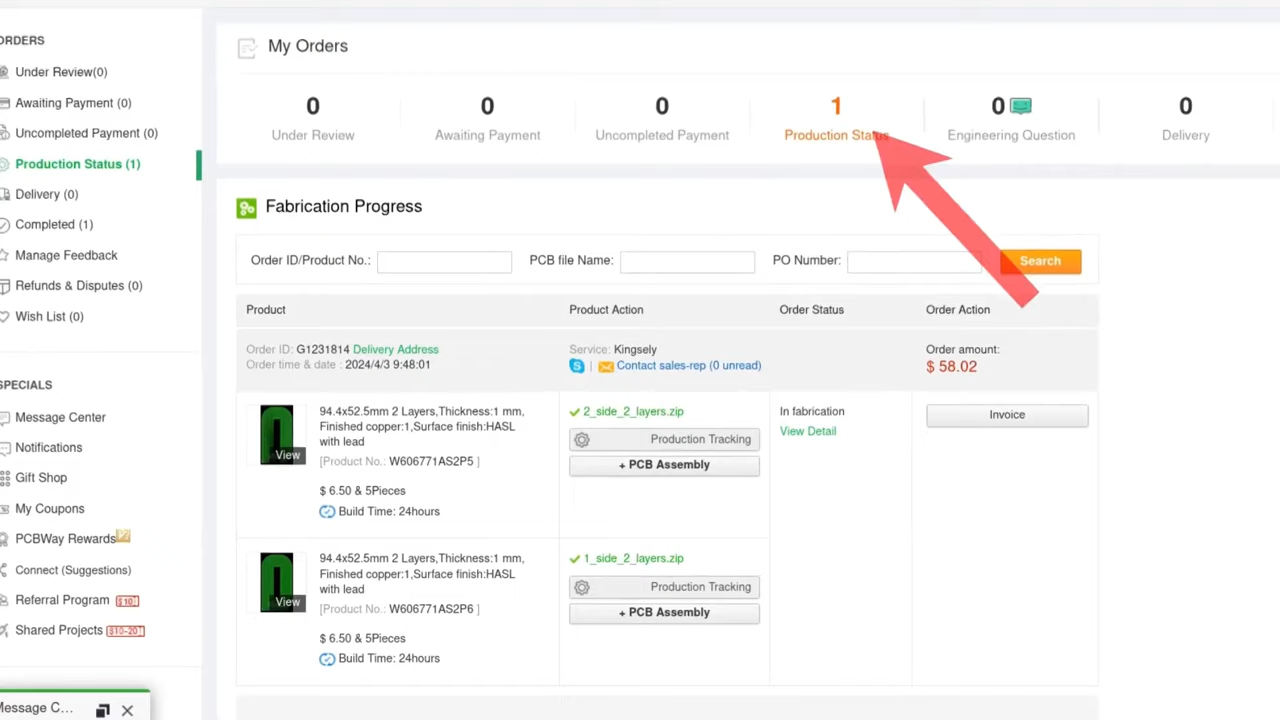 ORDERS
Under Review(0)
Awaiting Payment (0)
Uncompleted Payment (0)
Production Status (1)
Delivery (0)
Completed (1)
Manage Feedback
Refunds & Disputes (0)
Wish List (0)
SPECIALS
Message Center
Notifications
Gift Shop
My Coupons
PCBWay Rewards
Connect (Suggestions)
Referral Program $10
Shared Projects $10-20
Message C...
My Orders
0 0 0 1 0 0
Under Review Awaiting Payment Uncompleted Payment Production Status Engineering Question Delivery
Fabrication Progress
Order ID/Product No.: PCB file Name: PO Number: Search
Product Product Action Order Status Order Action
Order ID: G1231814 Delivery Address
Order time & date : 2024/4/3 9:48:01
Service: Kingsely
| Contact sales-rep (0 unread)
Order amount:
$ 58.02
94.4x52.5mm 2 Layers,Thickness:1 mm,
Finished copper:1,Surface finish:HASL
with lead
[Product No.: W606771AS2P5 ]
$ 6.50 & 5Pieces
Build Time: 24hours
View
2_side_2_layers.zip
Production Tracking
+ PCB Assembly
In fabrication
View Detail
Invoice
94.4x52.5mm 2 Layers,Thickness:1 mm,
Finished copper:1,Surface finish:HASL
with lead
[Product No.: W606771AS2P6 ]
$ 6.50 & 5Pieces
Build Time: 24hours
View
1_side_2_layers.zip
Production Tracking
+ PCB Assembly